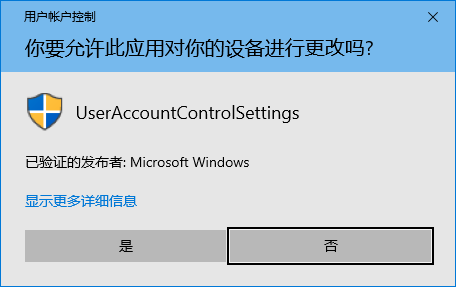 用户帐户控制
你要允许此应用对你的设备进行更改吗?
UserAccountControlSettings
已验证的发布者: Microsoft Windows
显示更多详细信息
是
否